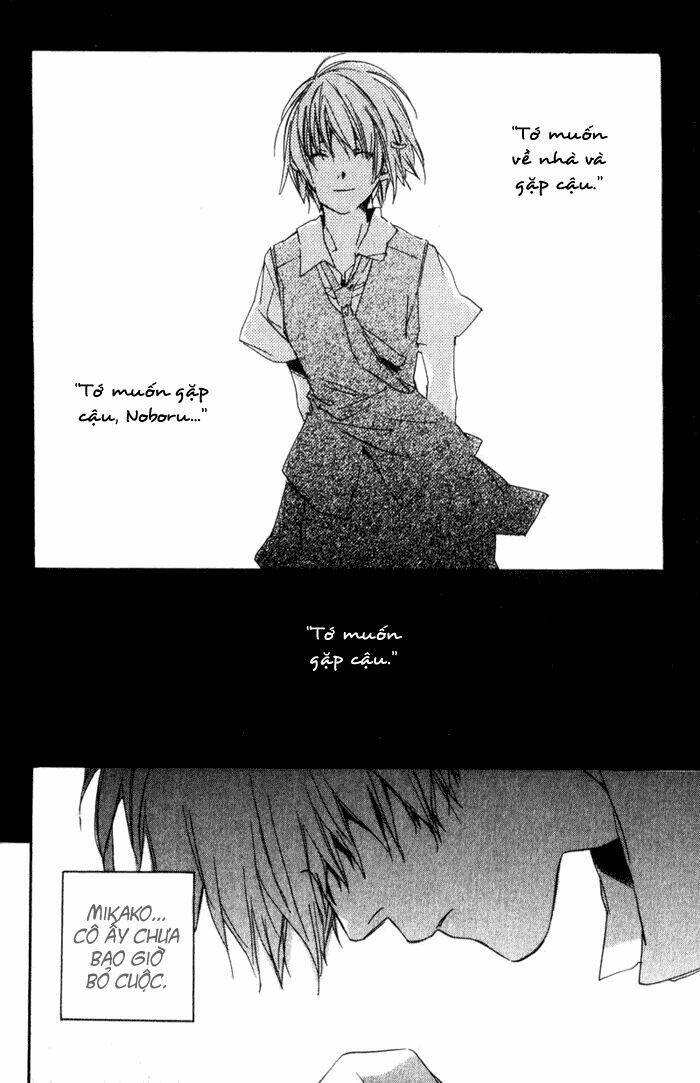 "Tớ muốn
về nhà và
gặp cậu."
"Tớ muốn gặp
cậu, Noboru..."
"Tớ muốn
gặp cậu."
MIKAKO...
CÔ ẤY CHƯA
BAO GIỜ
BỎ CUỘC.